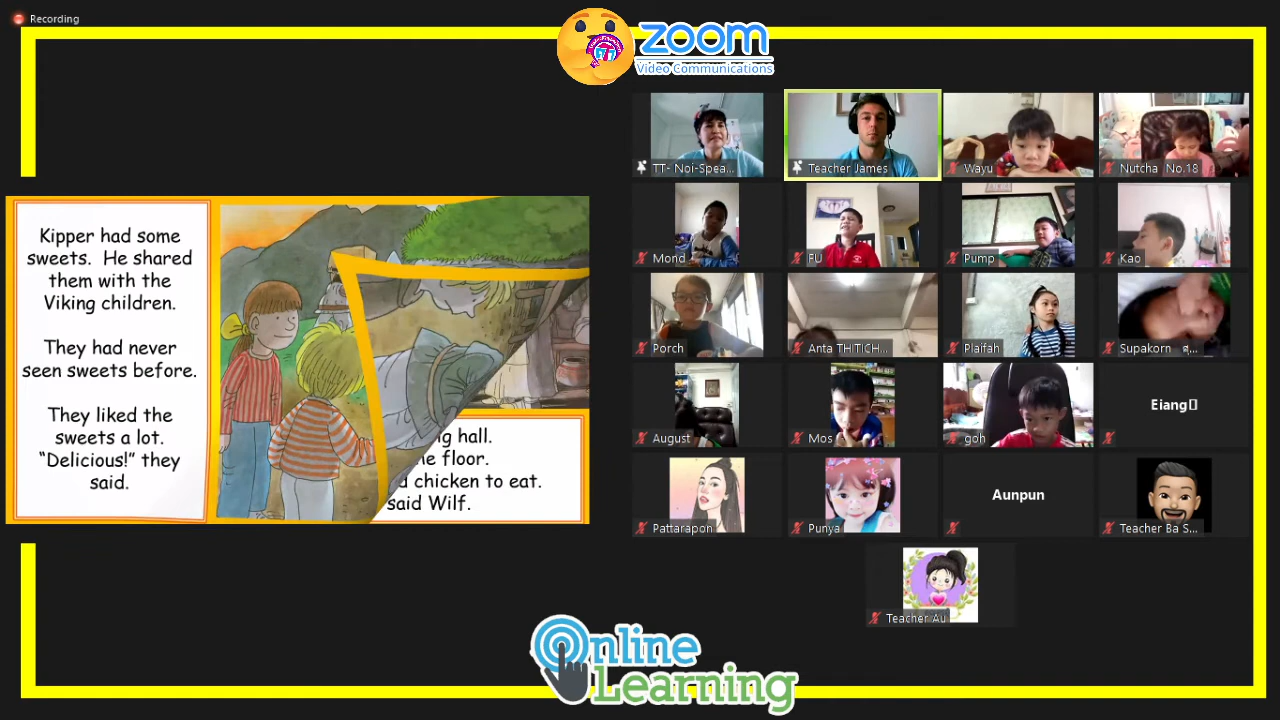 Recording
zoom
Video Communications
TT- Noi-Spea...
Teacher James
Wayu
Nutcha No.18
Mond
FU
Pump
Kao
Kipper had some
sweets. He shared
them with the
Viking children.
They had never
seen sweets before.
They liked the
sweets a lot.
"Delicious!" they
said.
hall.
floor.
chicken to eat.
said Wilf.
Porch
Anta THITICH...
Plaifah
Supakorn
August
Mos
goh
Eiang
Pattarapon
Punya
Aunpun
Teacher Ba S...
Teacher Au
Online
Learning